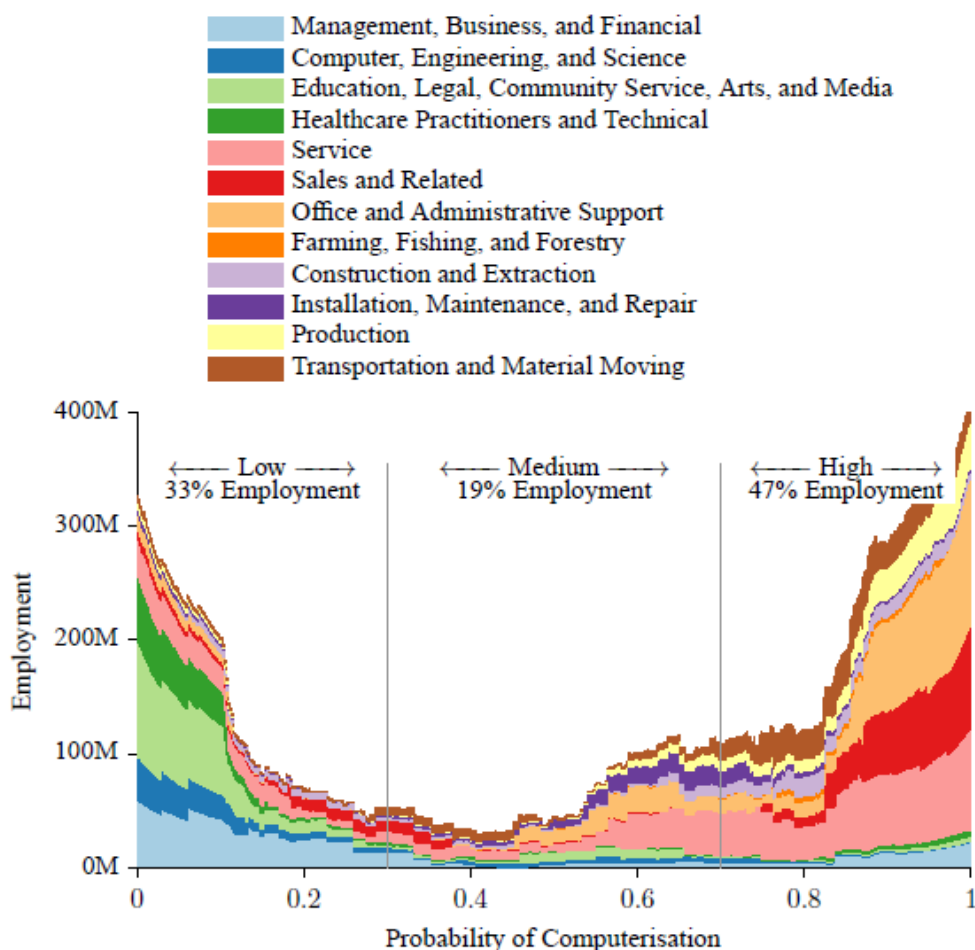 Management, Business, and Financial
Computer, Engineering, and Science
Education, Legal, Community Service, Arts, and Media
Healthcare Practitioners and Technical
Service
Sales and Related
Office and Administrative Support
Farming, Fishing, and Forestry
Construction and Extraction
Installation, Maintenance, and Repair
Production
Transportation and Material Moving
400M
Low
Medium
High
33% Employment
19% Employment
47% Employment
300M
200M
100M
0M
Employment
0
0.2
0.4
0.6
0.8
1
Probability of Computerisation